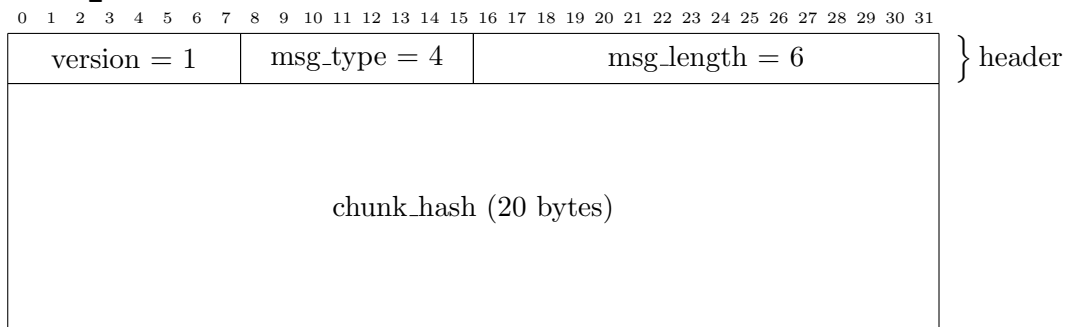 0 1 2 3 4 5 6 7 8 9 10 11 12 13 14 15 16 17 18 19 20 21 22 23 24 25 26 27 28 29 30 31
version = 1 msg_type = 4 msg_length = 6 } header
chunk_hash (20 bytes)